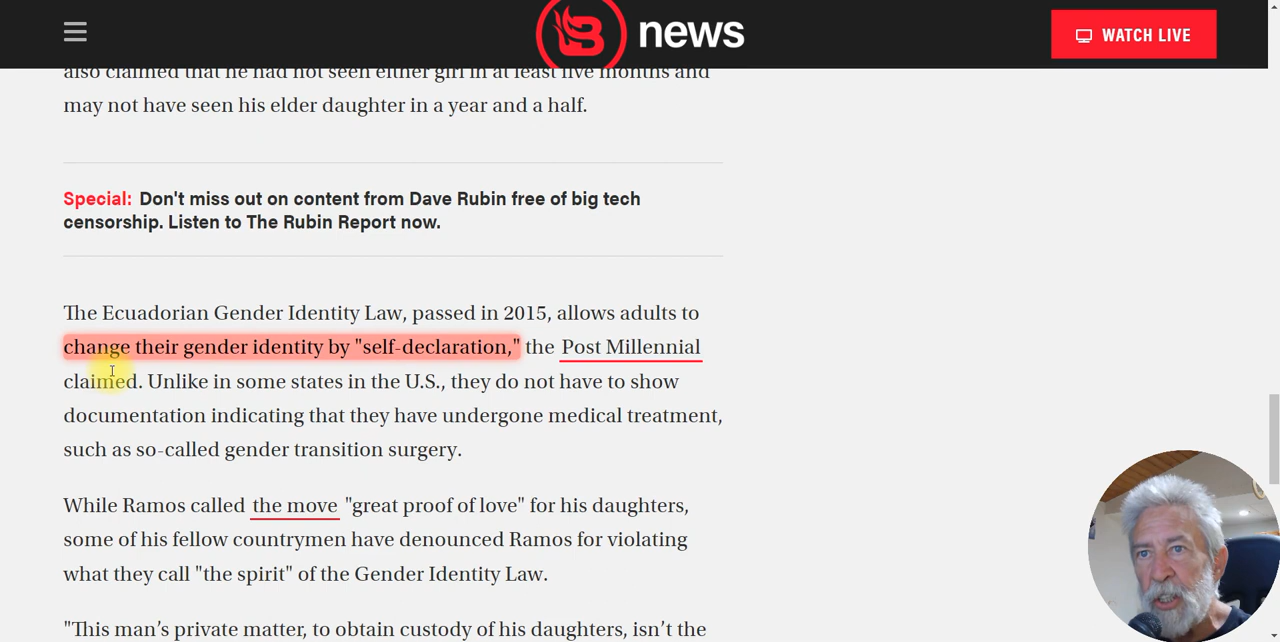 B news
WATCH LIVE
also claimed that he had not seen either girl in at least five months and
may not have seen his elder daughter in a year and a half.
Special: Don't miss out on content from Dave Rubin free of big tech
censorship. Listen to The Rubin Report now.
The Ecuadorian Gender Identity Law, passed in 2015, allows adults to
change their gender identity by "self-declaration," the Post Millennial
claimed. Unlike in some states in the U.S., they do not have to show
documentation indicating that they have undergone medical treatment,
such as so-called gender transition surgery.
While Ramos called the move "great proof of love" for his daughters,
some of his fellow countrymen have denounced Ramos for violating
what they call "the spirit" of the Gender Identity Law.
"This man’s private matter, to obtain custody of his daughters, isn’t the